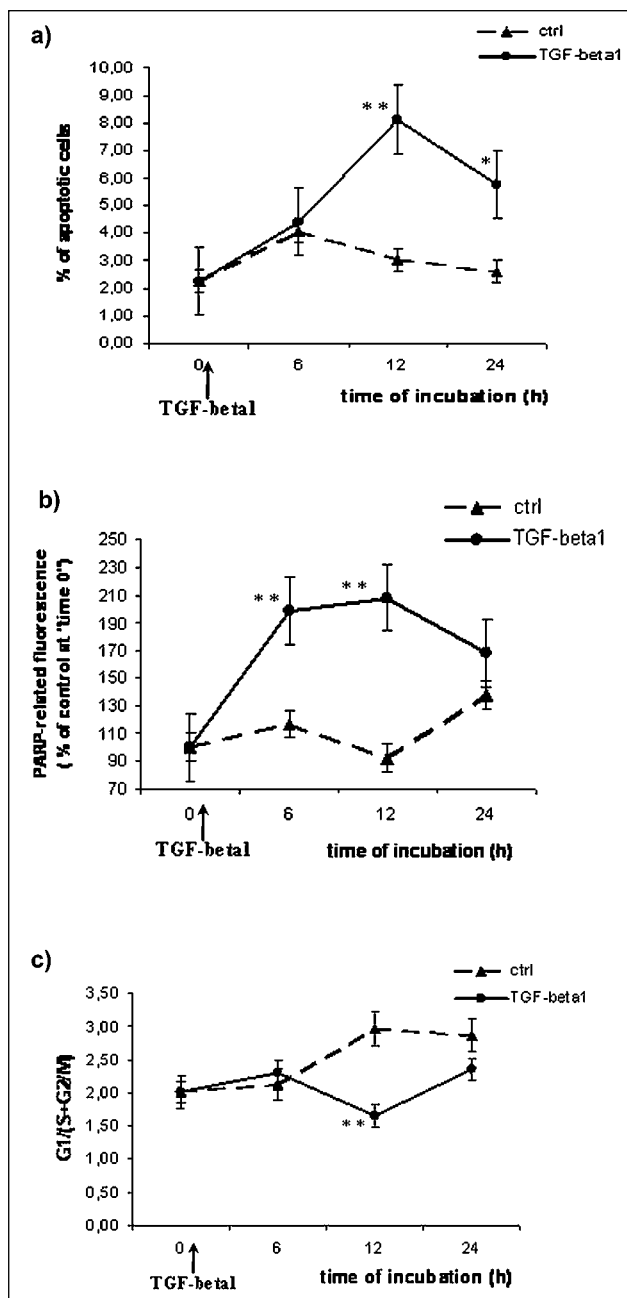 a)
ctrl
TGF-beta1
10,00
9,00
8,00
7,00
6,00
5,00
4,00
3,00
2,00
1,00
0,00
% of apoptotic cells
**
*
0 6 12 24
TGF-beta1
time of incubation (h)
b)
ctrl
TGF-beta1
250
230
210
190
170
150
130
110
90
70
PARP-related fluorescence
( % of control at "time 0")
**
**
0 6 12 24
TGF-beta1
time of incubation (h)
c)
ctrl
TGF-beta1
3,50
3,00
2,50
2,00
1,50
1,00
0,50
0,00
G1/(S+G2/M)
**
0 6 12 24
TGF-beta1
time of incubation (h)